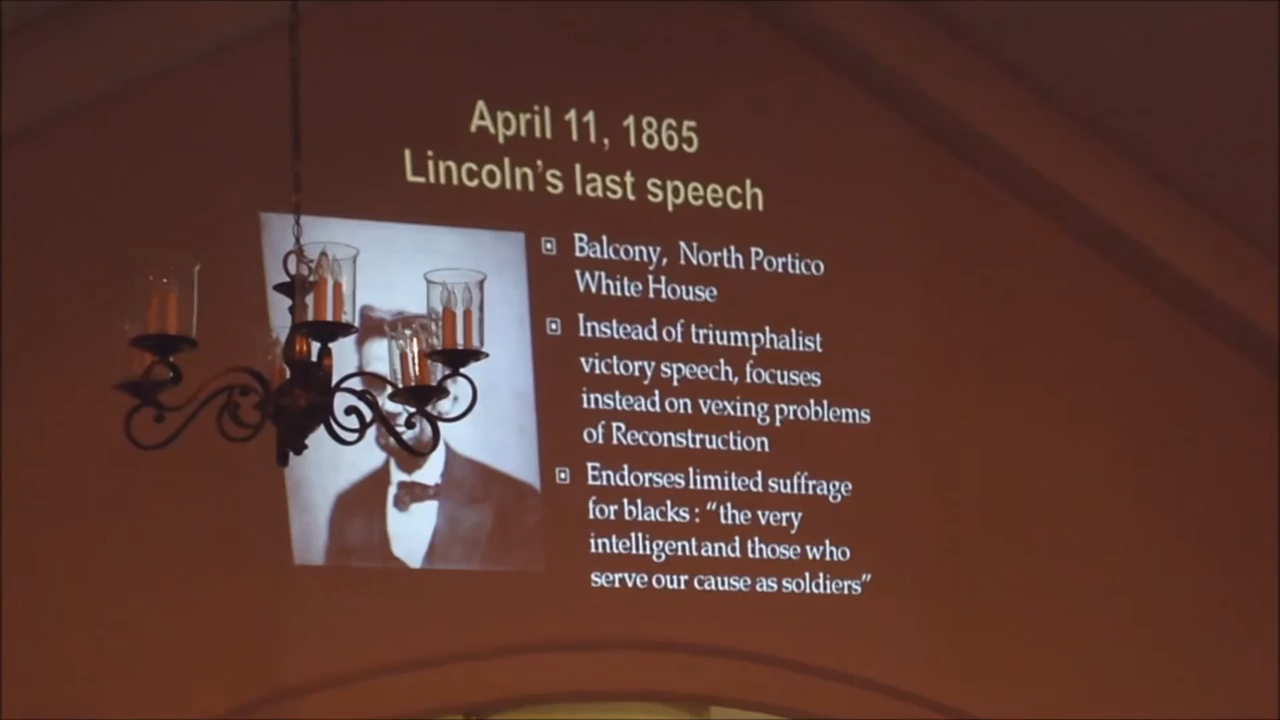 April 11, 1865
Lincoln's last speech
Balcony, North Portico
White House
Instead of triumphalist
victory speech, focuses
instead on vexing problems
of Reconstruction
Endorses limited suffrage
for blacks : "the very
intelligent and those who
serve our cause as soldiers"